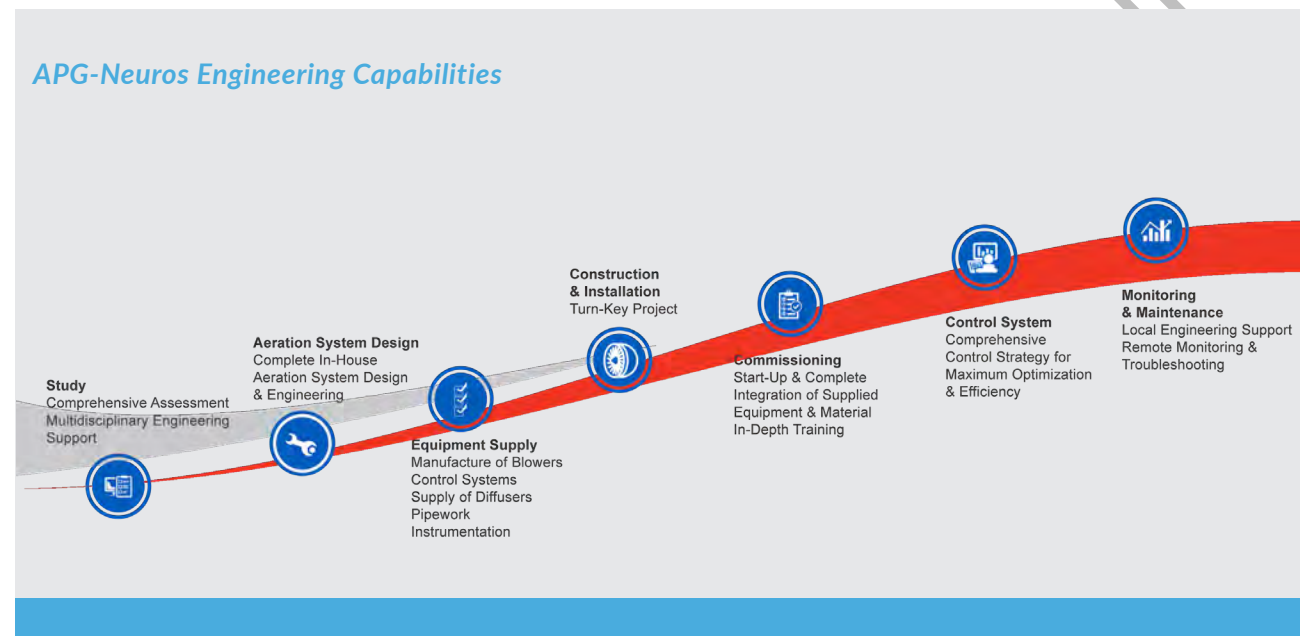 APG-Neuros Engineering Capabilities
Study
Comprehensive Assessment
Multidisciplinary Engineering
Support
Aeration System Design
Complete In-House
Aeration System Design
& Engineering
Equipment Supply
Manufacture of Blowers
Control Systems
Supply of Diffusers
Pipework
Instrumentation
Construction
& Installation
Turn-Key Project
Commissioning
Start-Up & Complete
Integration of Supplied
Equipment & Material
In-Depth Training
Control System
Comprehensive
Control Strategy for
Maximum Optimization
& Efficiency
Monitoring
& Maintenance
Local Engineering Support
Remote Monitoring &
Troubleshooting